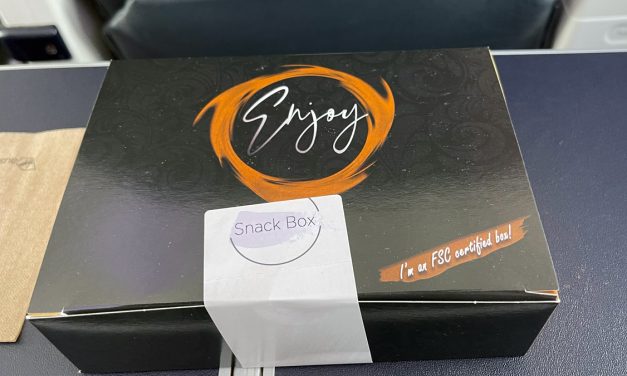 Enjoy
Snack Box
I'm an FSC certified box!